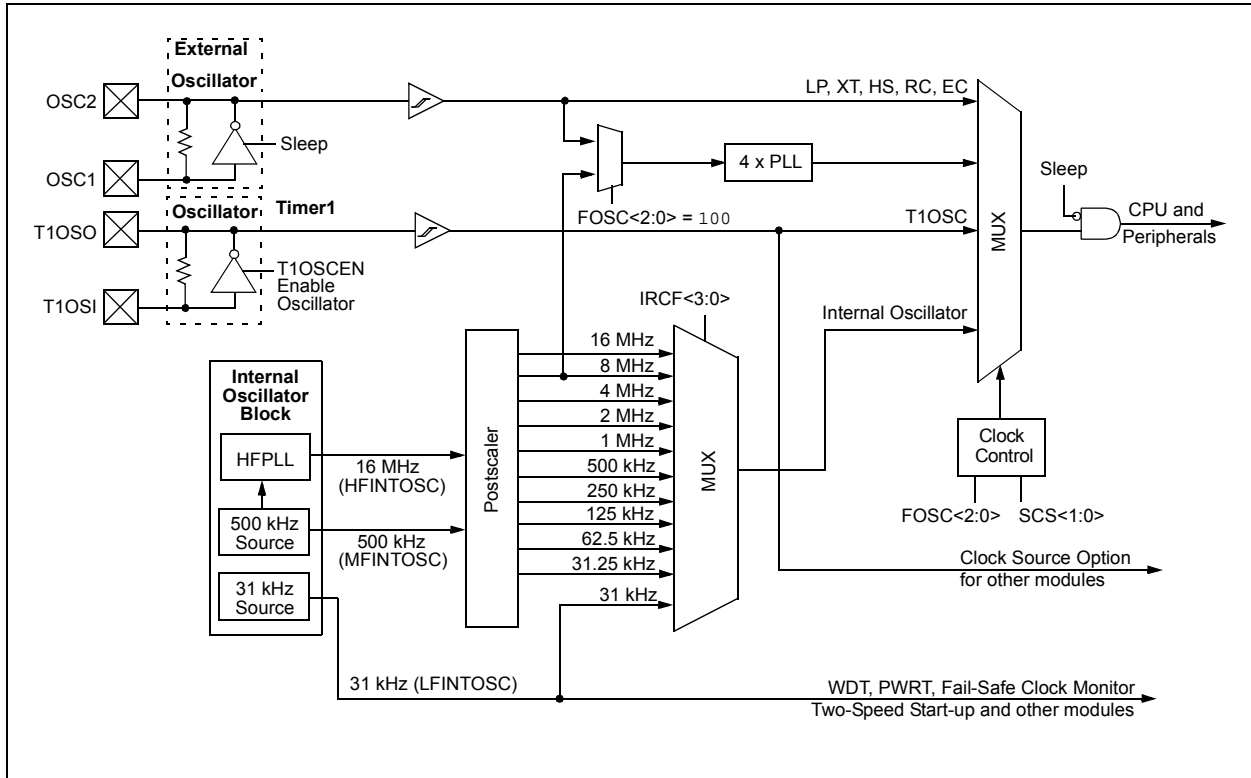 External
Oscillator
OSC2
Sleep
OSC1
LP, XT, HS, RC, EC
4 x PLL
FOSC<2:0> = 100
Sleep
CPU and
Peripherals
MUX
Oscillator
Timer1
T1OSO
T1OSCEN
Enable
Oscillator
T1OSI
T1OSC
IRCF<3:0>
Internal Oscillator
Internal
Oscillator
Block
HFPLL
16 MHz
(HFINTOSC)
500 kHz
Source
500 kHz
(MFINTOSC)
31 kHz
Source
Postscaler
16 MHz
8 MHz
4 MHz
2 MHz
1 MHz
500 kHz
250 kHz
125 kHz
62.5 kHz
31.25 kHz
31 kHz
MUX
Clock
Control
FOSC<2:0>
SCS<1:0>
Clock Source Option
for other modules
31 kHz (LFINTOSC)
WDT, PWRT, Fail-Safe Clock Monitor
Two-Speed Start-up and other modules